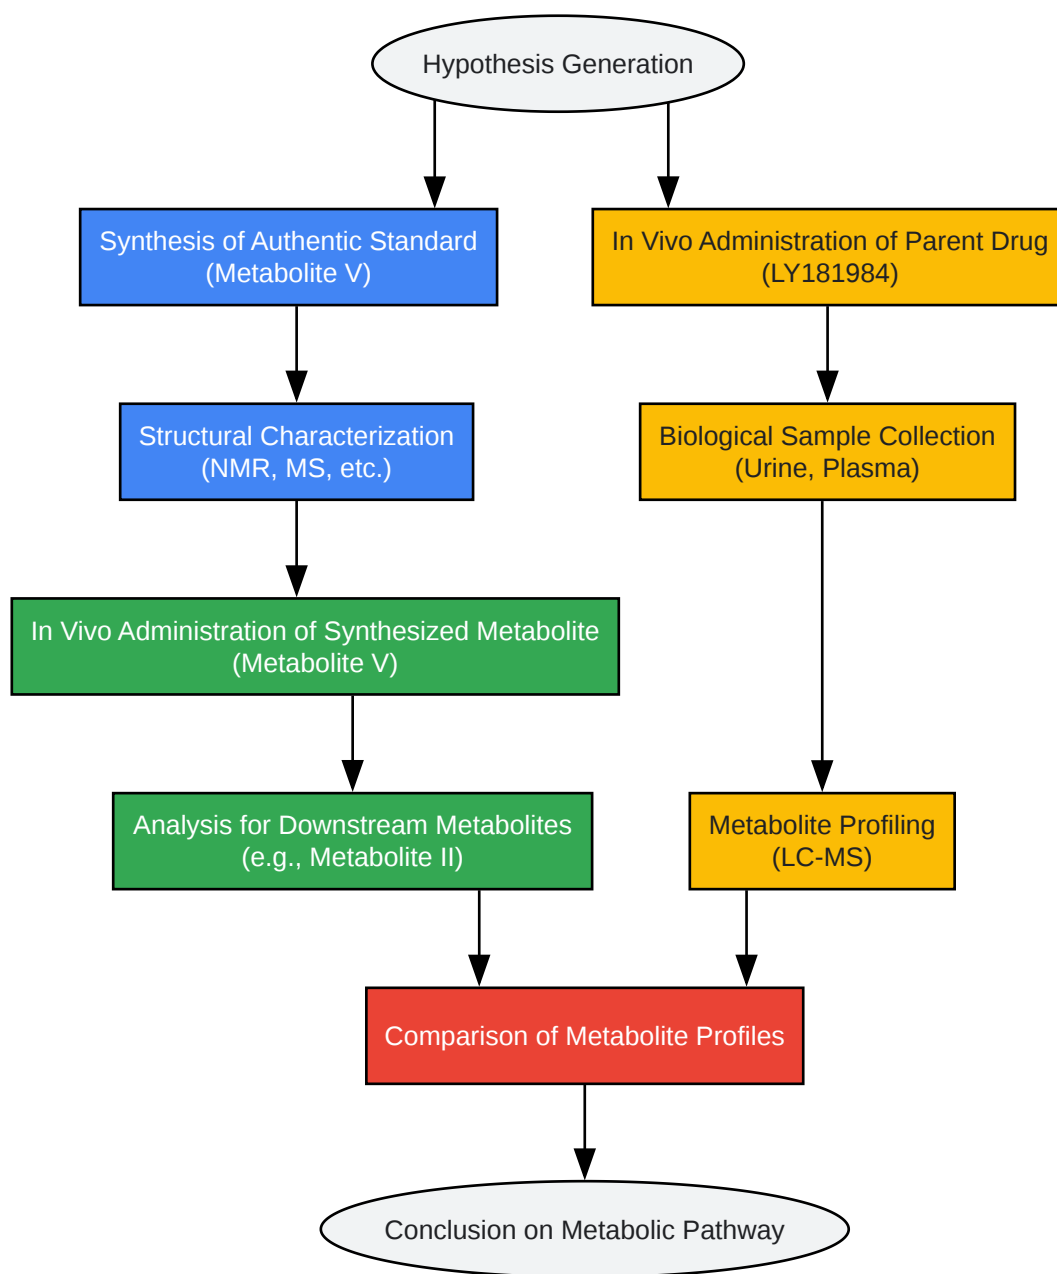 Hypothesis Generation
Synthesis of Authentic Standard
(Metabolite V)
In Vivo Administration of Parent Drug
(LY181984)
Structural Characterization
(NMR, MS, etc.)
Biological Sample Collection
(Urine, Plasma)
In Vivo Administration of Synthesized Metabolite
(Metabolite V)
Analysis for Downstream Metabolites
(e.g., Metabolite II)
Metabolite Profiling
(LC-MS)
Comparison of Metabolite Profiles
Conclusion on Metabolic Pathway